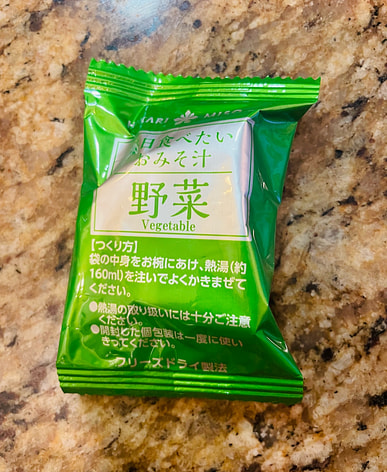 KARI MISO
日食べたい
おみそ汁
野菜
Vegetable
【つくり方】
袋の中身をお椀にあけ、熱湯(約
160ml)を注いでよくかきまぜて
ください。
●熱湯の取り扱いには十分ご注意
ください。
●開封した個包装は一度に使い
きってください。
フリーズドライ製法